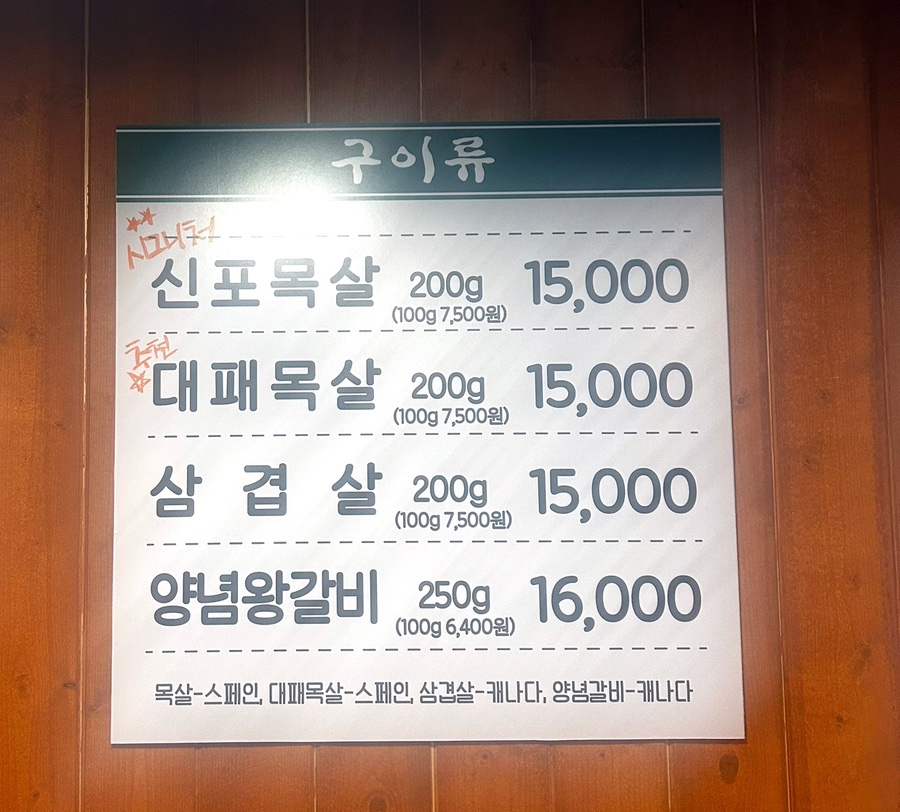 구이류
시그니처
신포목살 200g 15,000
(100g 7,500원)
추천
대패목살 200g 15,000
(100g 7,500원)
삼겹살 200g 15,000
(100g 7,500원)
양념왕갈비 250g 16,000
(100g 6,400원)
목살-스페인, 대패목살-스페인, 삼겹살-캐나다, 양념갈비-캐나다